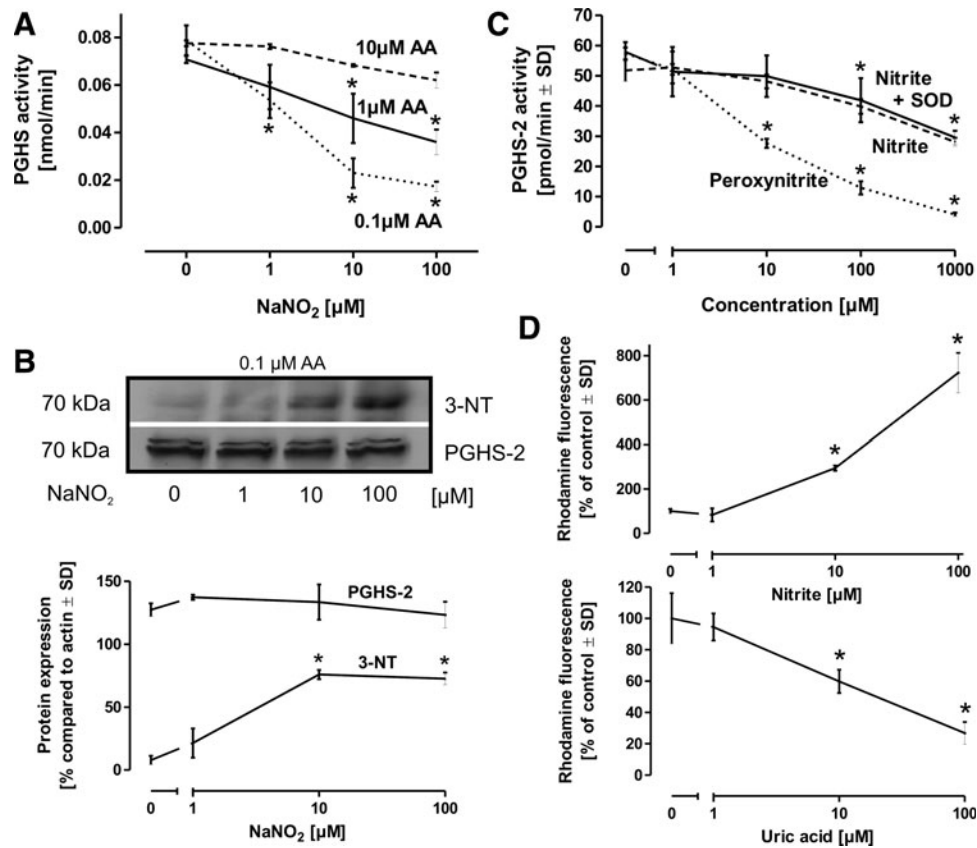 A
PGHS activity
[nmol/min]
0.08
0.06
0.04
0.02
0.00
10µM AA
1µM AA
0.1µM AA
*
*
*
*
*
*
0
1
10
100
NaNO2 [µM]
B
0.1 µM AA
70 kDa
3-NT
70 kDa
PGHS-2
NaNO2 0 1 10 100 [µM]
Protein expression
[% compared to actin ± SD]
150
100
50
0
PGHS-2
3-NT
*
*
0
1
10
100
NaNO2 [µM]
C
PGHS-2 activity
[pmol/min ± SD]
70
60
50
40
30
20
10
0
Nitrite
+ SOD
Nitrite
Peroxynitrite
*
*
*
*
*
0
1
10
100
1000
Concentration [µM]
D
Rhodamine fluorescence
[% of control ± SD]
800
600
400
200
0
*
*
0
1
10
100
Nitrite [µM]
Rhodamine fluorescence
[% of control ± SD]
120
100
80
60
40
20
0
*
*
0
1
10
100
Uric acid [µM]